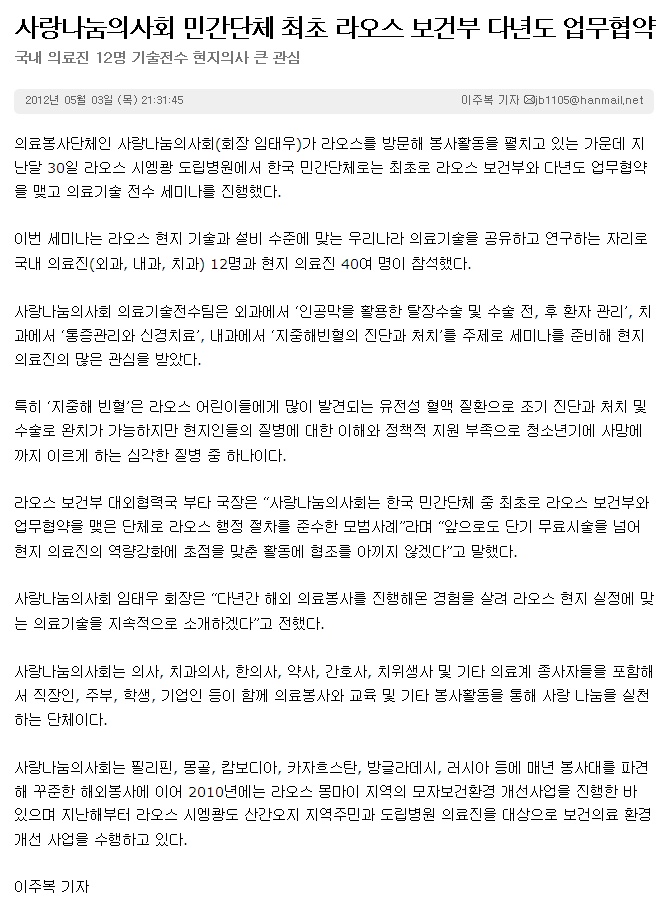 사랑나눔의사회 민간단체 최초 라오스 보건부 다년도 업무협약
국내 의료진 12명 기술전수 현지의사 큰 관심
2012년 05월 03일 (목) 21:31:45 이주복 기자 jb1105@hanmail.net
의료봉사단체인 사랑나눔의사회(회장 임태우)가 라오스를 방문해 봉사활동을 펼치고 있는 가운데 지
난달 30일 라오스 시엥쾅 도립병원에서 한국 민간단체로는 최초로 라오스 보건부와 다년도 업무협약
을 맺고 의료기술 전수 세미나를 진행했다.
이번 세미나는 라오스 현지 기술과 설비 수준에 맞는 우리나라 의료기술을 공유하고 연구하는 자리로
국내 의료진(외과, 내과, 치과) 12명과 현지 의료진 40여 명이 참석했다.
사랑나눔의사회 의료기술전수팀은 외과에서 ‘인공막을 활용한 탈장수술 및 수술 전, 후 환자 관리’, 치
과에서 ‘통증관리와 신경치료’, 내과에서 ‘지중해빈혈의 진단과 처치’를 주제로 세미나를 준비해 현지
의료진의 많은 관심을 받았다.
특히 ‘지중해 빈혈’은 라오스 어린이들에게 많이 발견되는 유전성 혈액 질환으로 조기 진단과 처치 및
수술로 완치가 가능하지만 현지인들의 질병에 대한 이해와 정책적 지원 부족으로 청소년기에 사망에
까지 이르게 하는 심각한 질병 중 하나이다.
라오스 보건부 대외협력국 부타 국장은 “사랑나눔의사회는 한국 민간단체 중 최초로 라오스 보건부와
업무협약을 맺은 단체로 라오스 행정 절차를 준수한 모범사례”라며 “앞으로도 단기 무료시술을 넘어
현지 의료진의 역량강화에 초점을 맞춘 활동에 협조를 아끼지 않겠다”고 말했다.
사랑나눔의사회 임태우 회장은 “다년간 해외 의료봉사를 진행해온 경험을 살려 라오스 현지 실정에 맞
는 의료기술을 지속적으로 소개하겠다”고 전했다.
사랑나눔의사회는 의사, 치과의사, 한의사, 약사, 간호사, 치위생사 및 기타 의료계 종사자들을 포함해
서 직장인, 주부, 학생, 기업인 등이 함께 의료봉사와 교육 및 기타 봉사활동을 통해 사랑 나눔을 실천
하는 단체이다.
사랑나눔의사회는 필리핀, 몽골, 캄보디아, 카자흐스탄, 방글라데시, 러시아 등에 매년 봉사대를 파견
해 꾸준한 해외봉사에 이어 2010년에는 라오스 몽마이 지역의 모자보건환경 개선사업을 진행한 바
있으며 지난해부터 라오스 시엥쾅도 산간오지 지역주민과 도립병원 의료진을 대상으로 보건의료 환경
개선 사업을 수행하고 있다.
이주복 기자